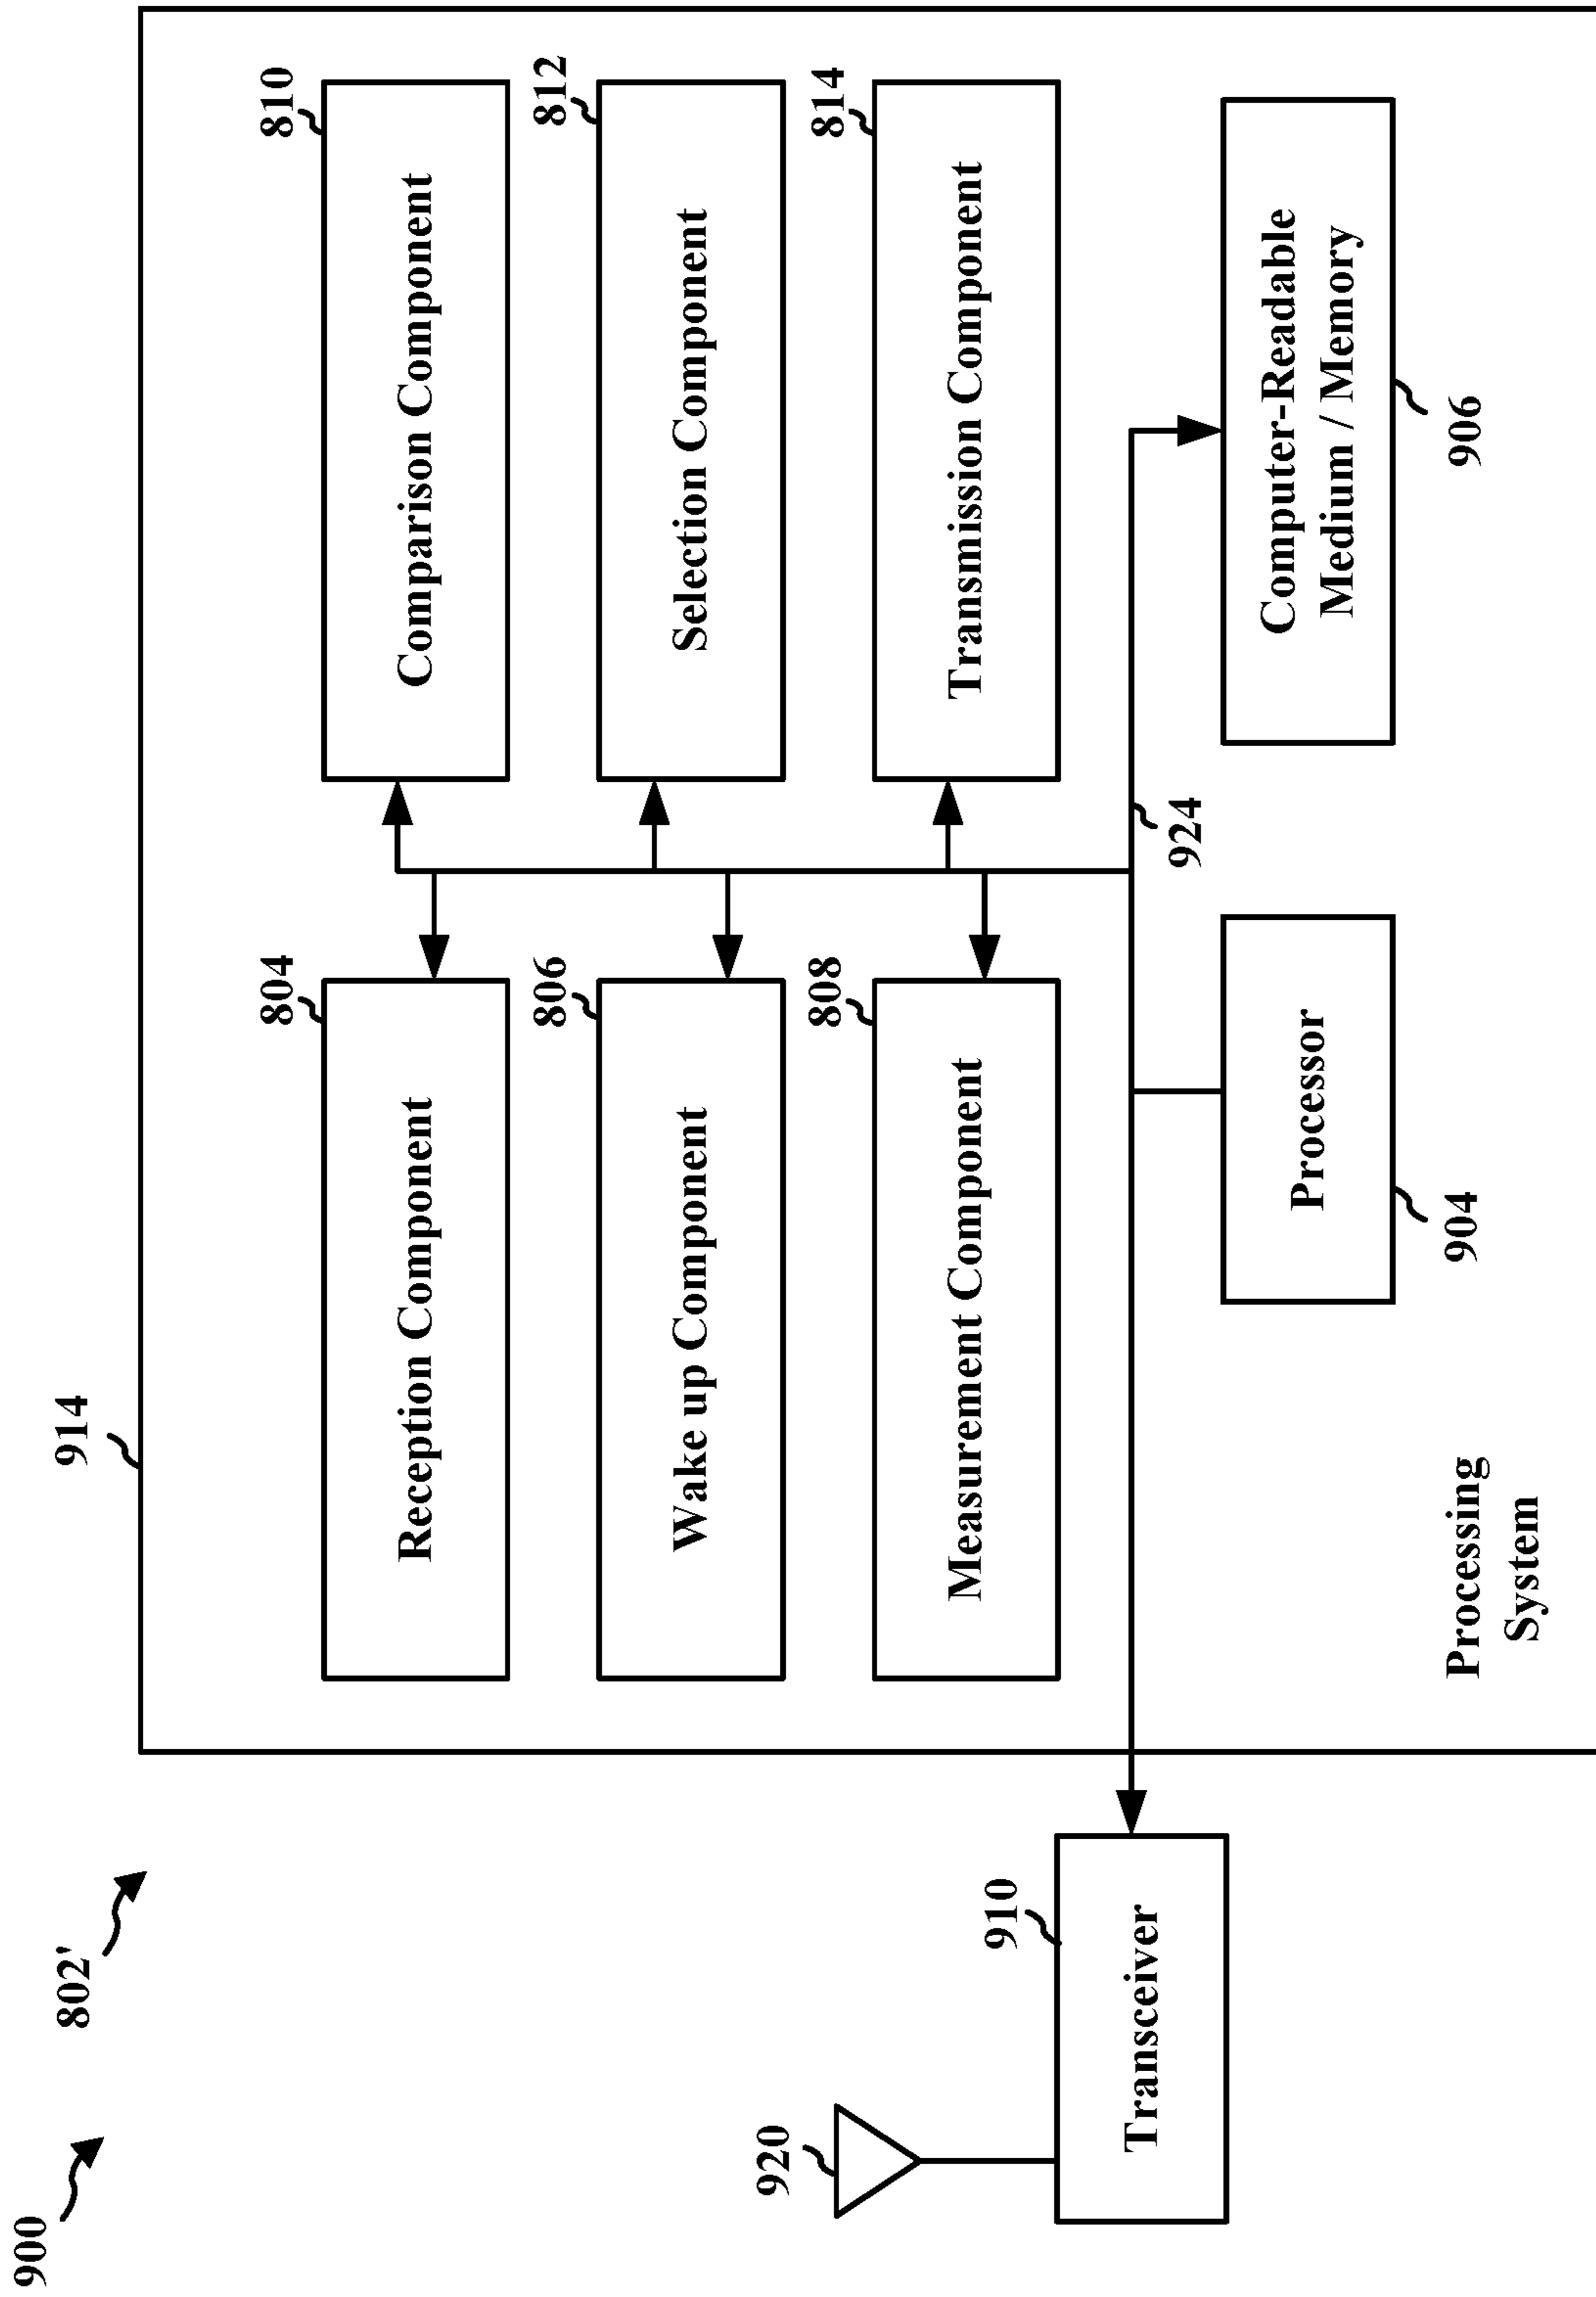 900
802'
914
920
910
Transceiver
804
Reception Component
810
Comparison Component
806
Wake up Component
812
Selection Component
808
Measurement Component
814
Transmission Component
924
Processor
904
Computer-Readable
Medium / Memory
906
Processing
System